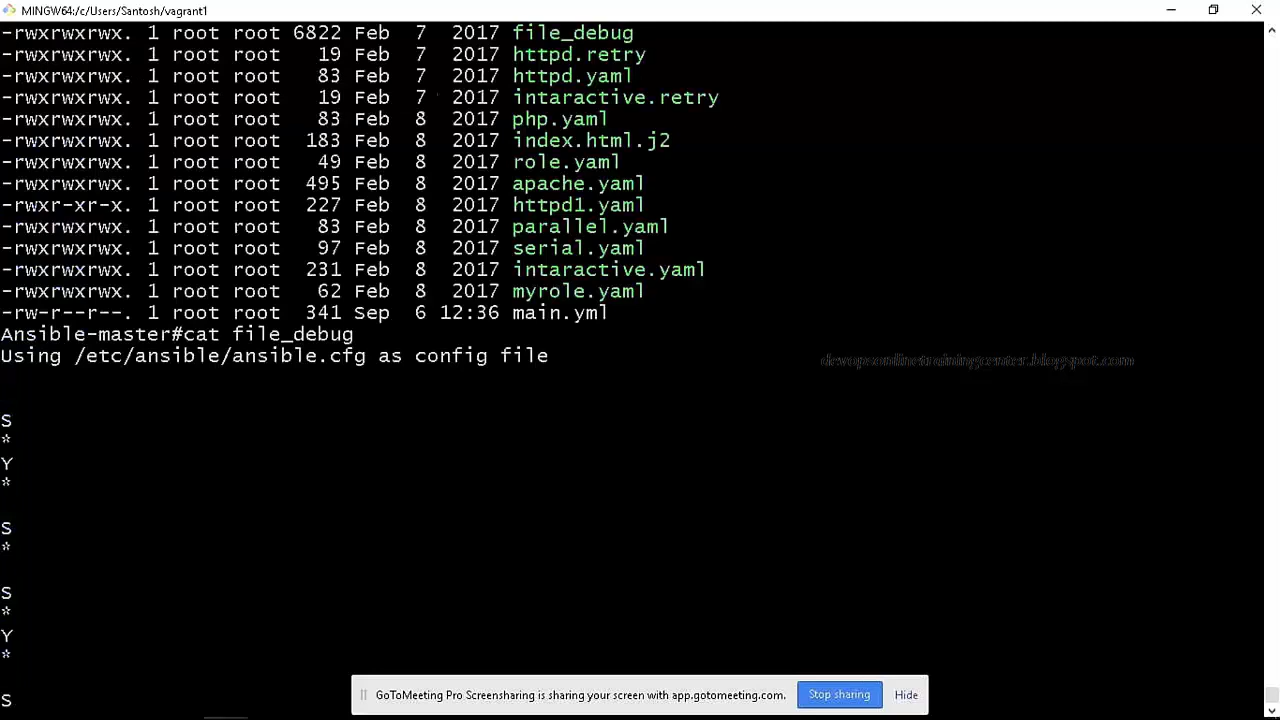 MINGW64:/c/Users/Santosh/vagrant1
-rwxrwxrwx. 1 root root 6822 Feb 7 2017 file_debug
-rwxrwxrwx. 1 root root 19 Feb 7 2017 httpd.retry
-rwxrwxrwx. 1 root root 83 Feb 7 2017 httpd.yaml
-rwxrwxrwx. 1 root root 19 Feb 7 2017 intaractive.retry
-rwxrwxrwx. 1 root root 83 Feb 8 2017 php.yaml
-rwxrwxrwx. 1 root root 183 Feb 8 2017 index.html.j2
-rwxrwxrwx. 1 root root 49 Feb 8 2017 role.yaml
-rwxrwxrwx. 1 root root 495 Feb 8 2017 apache.yaml
-rwxr-xr-x. 1 root root 227 Feb 8 2017 httpd1.yaml
-rwxrwxrwx. 1 root root 83 Feb 8 2017 parallel.yaml
-rwxrwxrwx. 1 root root 97 Feb 8 2017 serial.yaml
-rwxrwxrwx. 1 root root 231 Feb 8 2017 intaractive.yaml
-rwxrwxrwx. 1 root root 62 Feb 8 2017 myrole.yaml
-rw-r--r--. 1 root root 341 Sep 6 12:36 main.yml
Ansible-master#cat file_debug
Using /etc/ansible/ansible.cfg as config file
devopsonlinetrainingcenter.blogspot.com
S
*
Y
*
S
*
S
*
Y
*
S
GoToMeeting Pro Screensharing is sharing your screen with app.gotomeeting.com. Stop sharing Hide